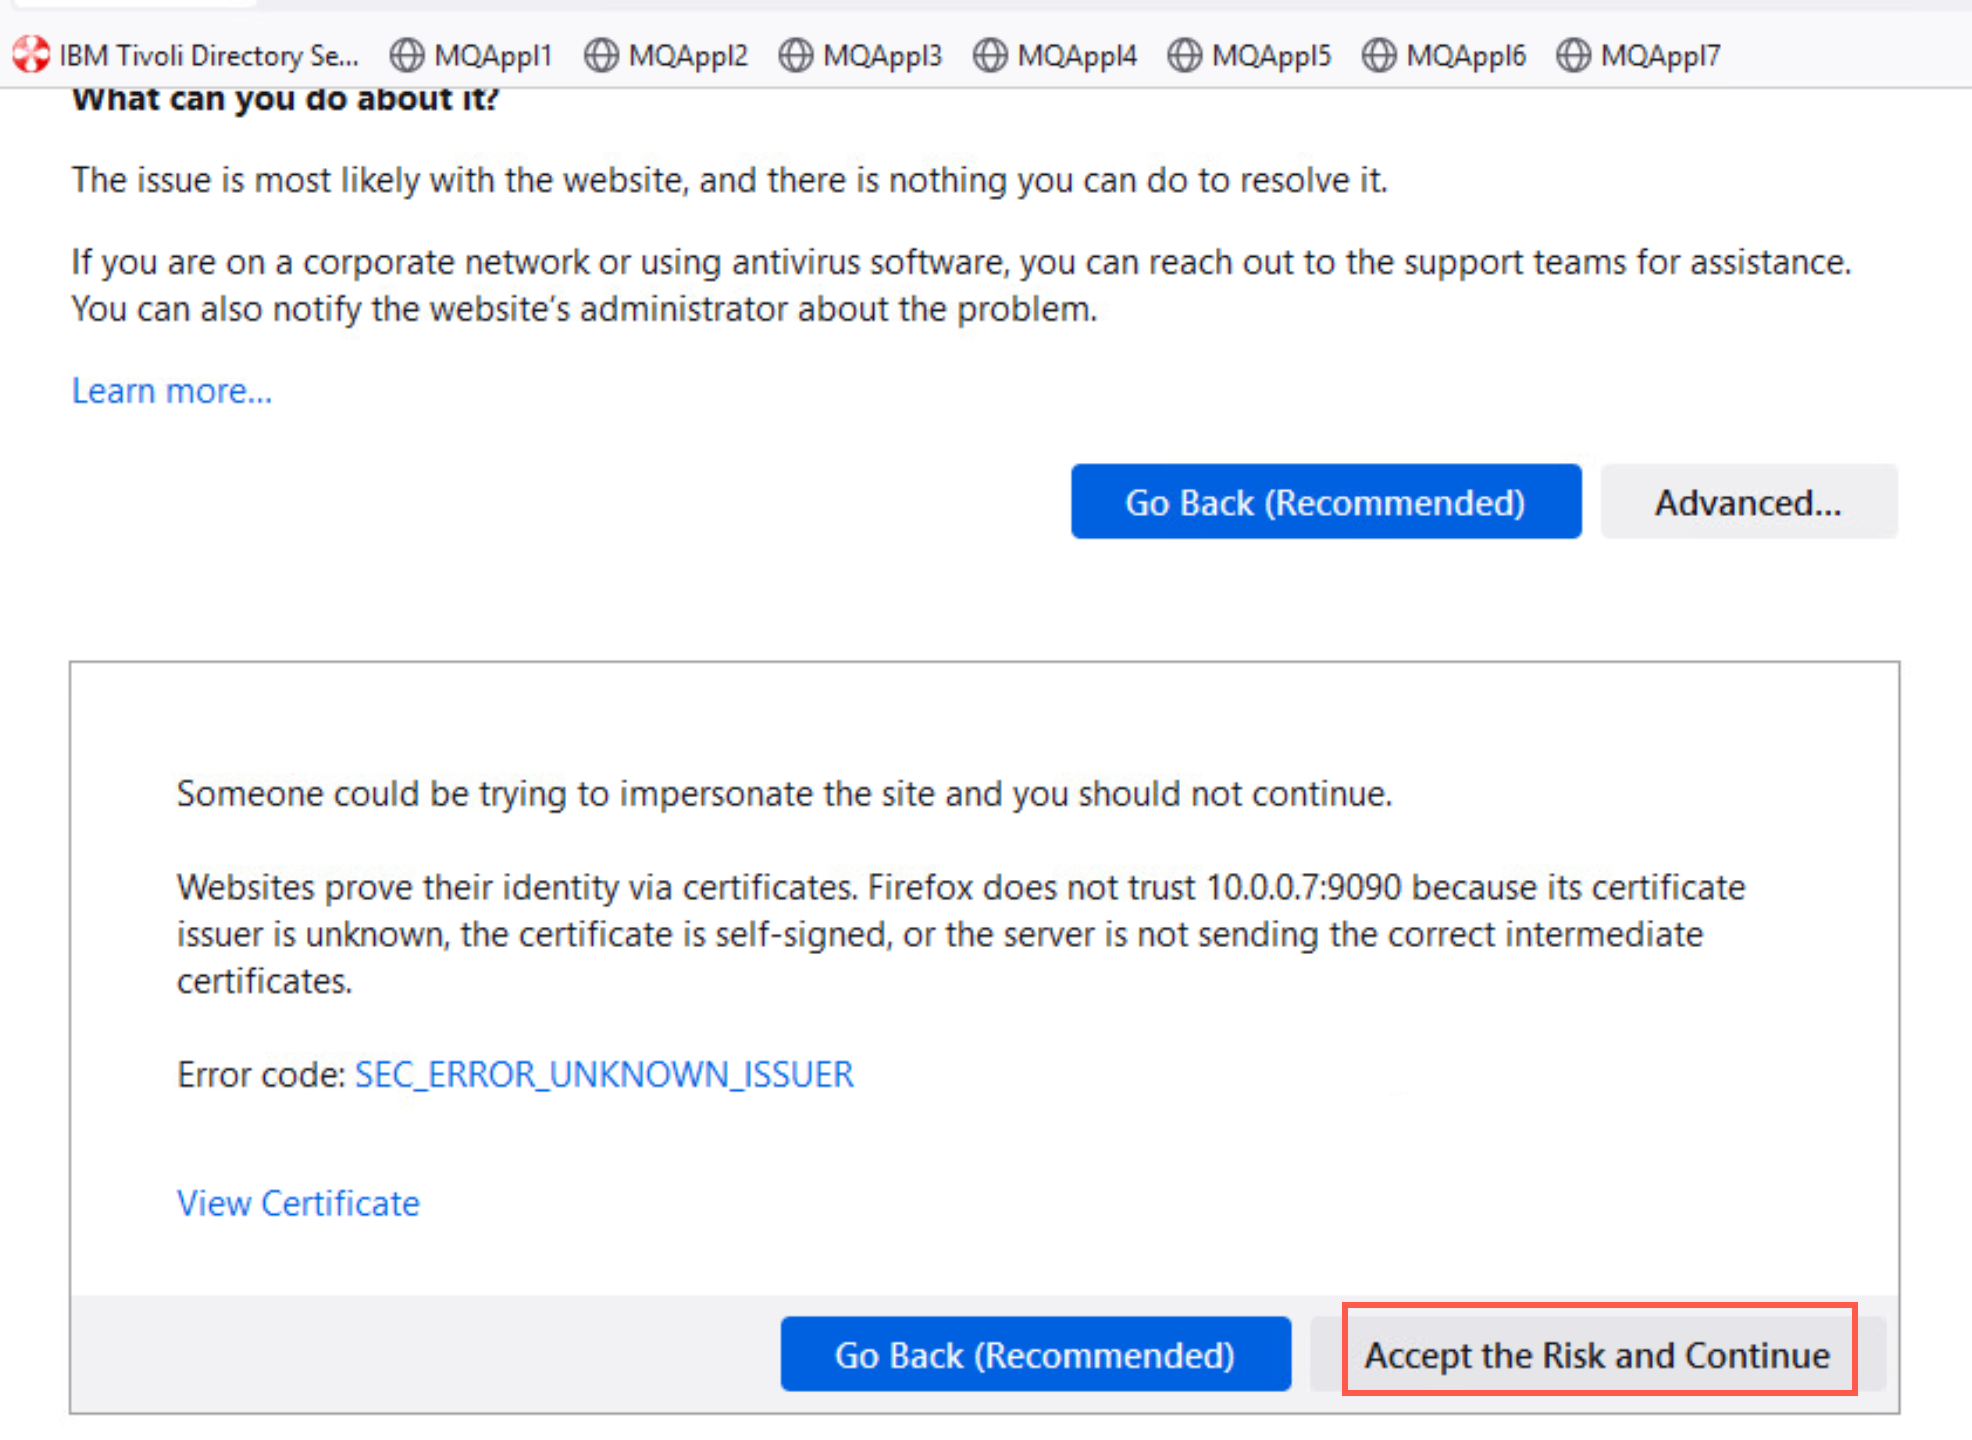 IBM Tivoli Directory Se... MQAppl1 MQAppl2 MQAppl3 MQAppl4 MQAppl5 MQAppl6 MQAppl7
What can you do about it?
The issue is most likely with the website, and there is nothing you can do to resolve it.
If you are on a corporate network or using antivirus software, you can reach out to the support teams for assistance.
You can also notify the website’s administrator about the problem.
Learn more...
Go Back (Recommended) Advanced...
Someone could be trying to impersonate the site and you should not continue.
Websites prove their identity via certificates. Firefox does not trust 10.0.0.7:9090 because its certificate
issuer is unknown, the certificate is self-signed, or the server is not sending the correct intermediate
certificates.
Error code: SEC_ERROR_UNKNOWN_ISSUER
View Certificate
Go Back (Recommended) Accept the Risk and Continue